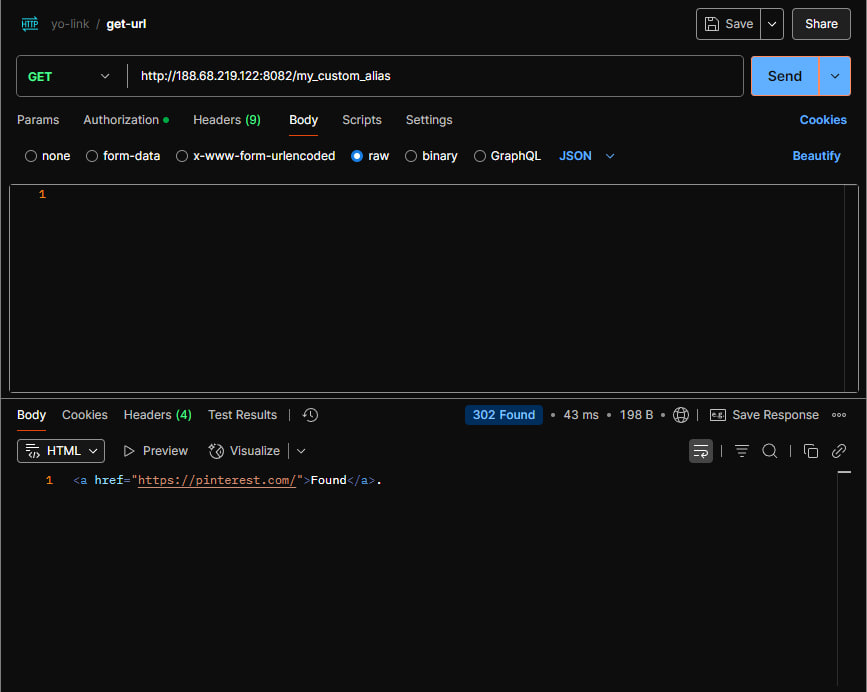 HTTP yo-link / get-url Save Share
GET http://188.68.219.122:8082/my_custom_alias Send
Params Authorization Headers (9) Body Scripts Settings Cookies
none form-data x-www-form-urlencoded raw binary GraphQL JSON Beautify
1
Body Cookies Headers (4) Test Results 302 Found • 43 ms • 198 B • e.g. Save Response
HTML Preview Visualize
1 <a href="https://pinterest.com/">Found</a>.